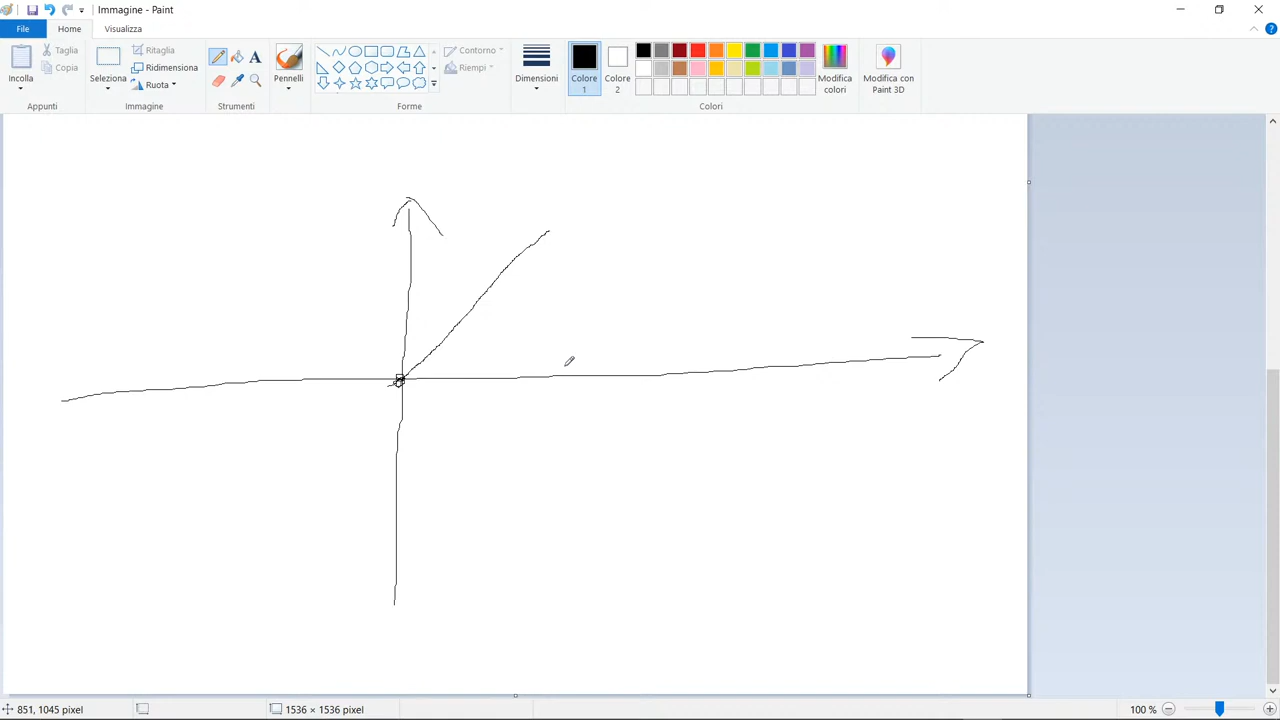 Immagine - Paint
File Home Visualizza
Incolla
Taglia
Copia
Appunti
Seleziona
Ritaglia
Ridimensiona
Ruota
Immagine
A
Strumenti
Pennelli
Forme
Contorno
Riempi
Dimensioni
Colore
1
Colore
2
Modifica
colori
Colori
Modifica con
Paint 3D
851, 1045 pixel
1536 × 1536 pixel
100 %